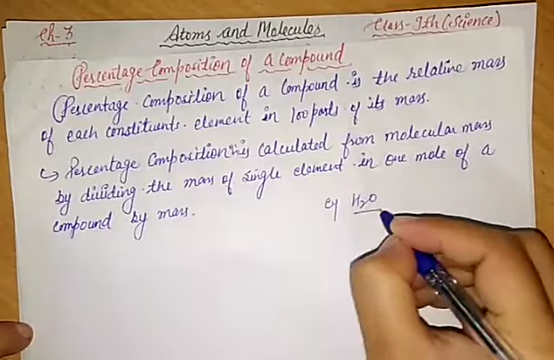 Ch-3 Atoms and Molecules Class-9th (Science)
Percentage Composition of a Compound
Percentage composition of a compound is the relative mass
of each constituents element in 100 parts of its mass.
↪ Percentage Composition is calculated from molecular mass
by dividing the mass of single element in one mole of a
compound by mass.
eg H₂O